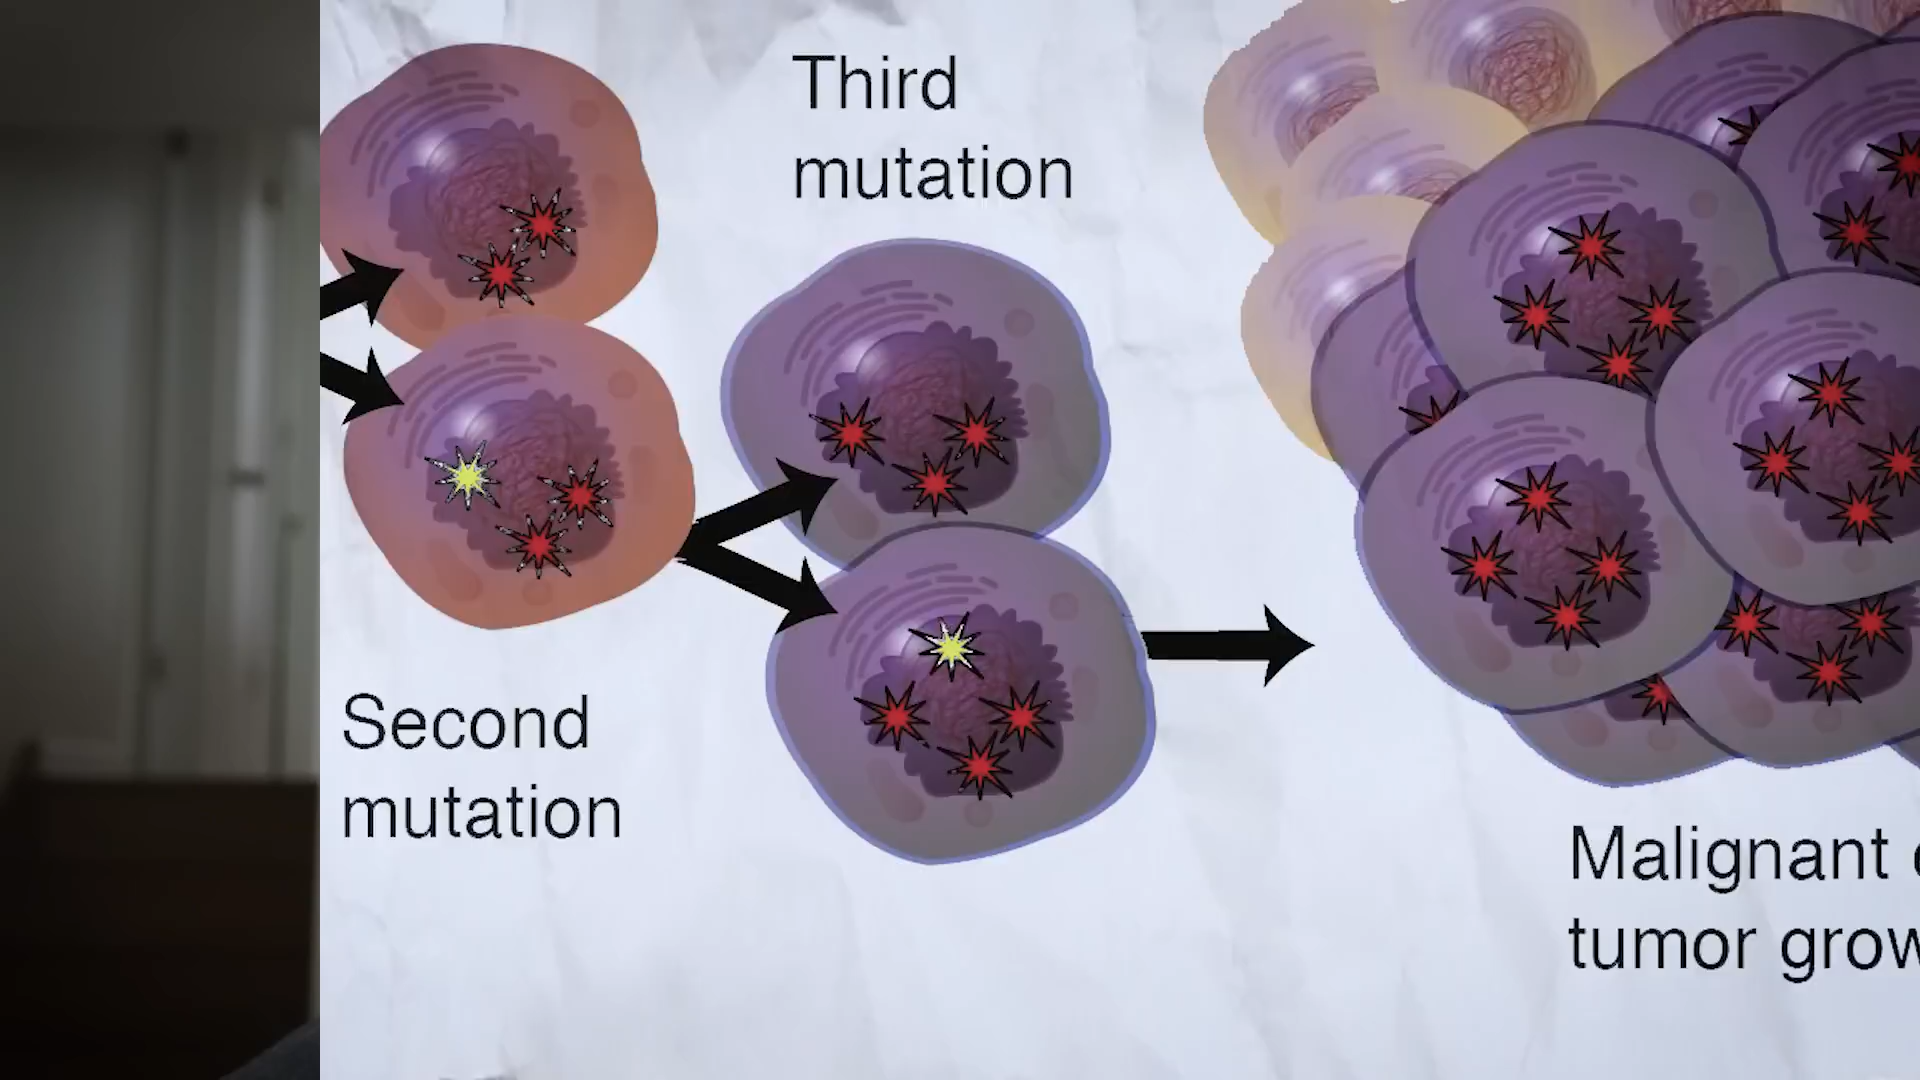 Third
mutation
Second
mutation
Malignant
tumor